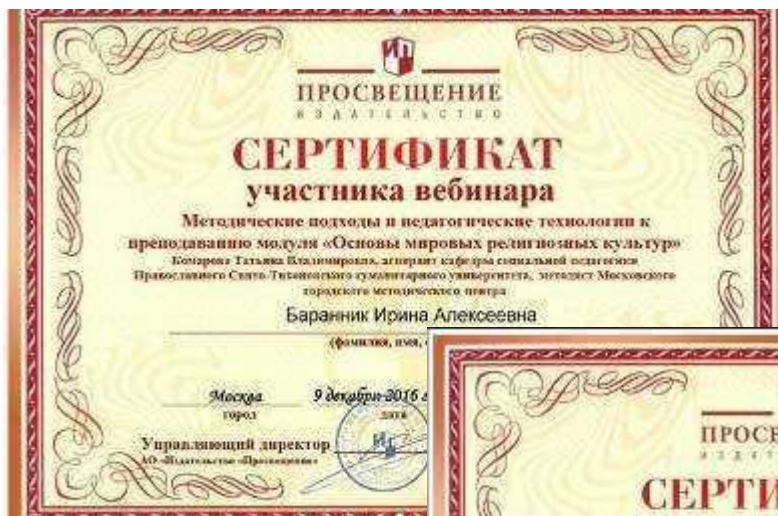 ПРОСВЕЩЕНИЕ
ИЗДАТЕЛЬСТВО
СЕРТИФИКАТ
участника вебинара
Методические подходы и педагогические технологии к
преподаванию модуля «Основы мировых религиозных культур»
Комарова Татьяна Владимировна, аспирант кафедры социальной педагогики
Православного Свято-Тихоновского гуманитарного университета, методист Московского
городского методического центра
Баранник Ирина Алексеевна
(фамилия, имя, о
Москва 9 декабря 2016 г
город дата
Управляющий директор
АО «Издательство «Просвещение»
ПРОСВ
СЕРТИ